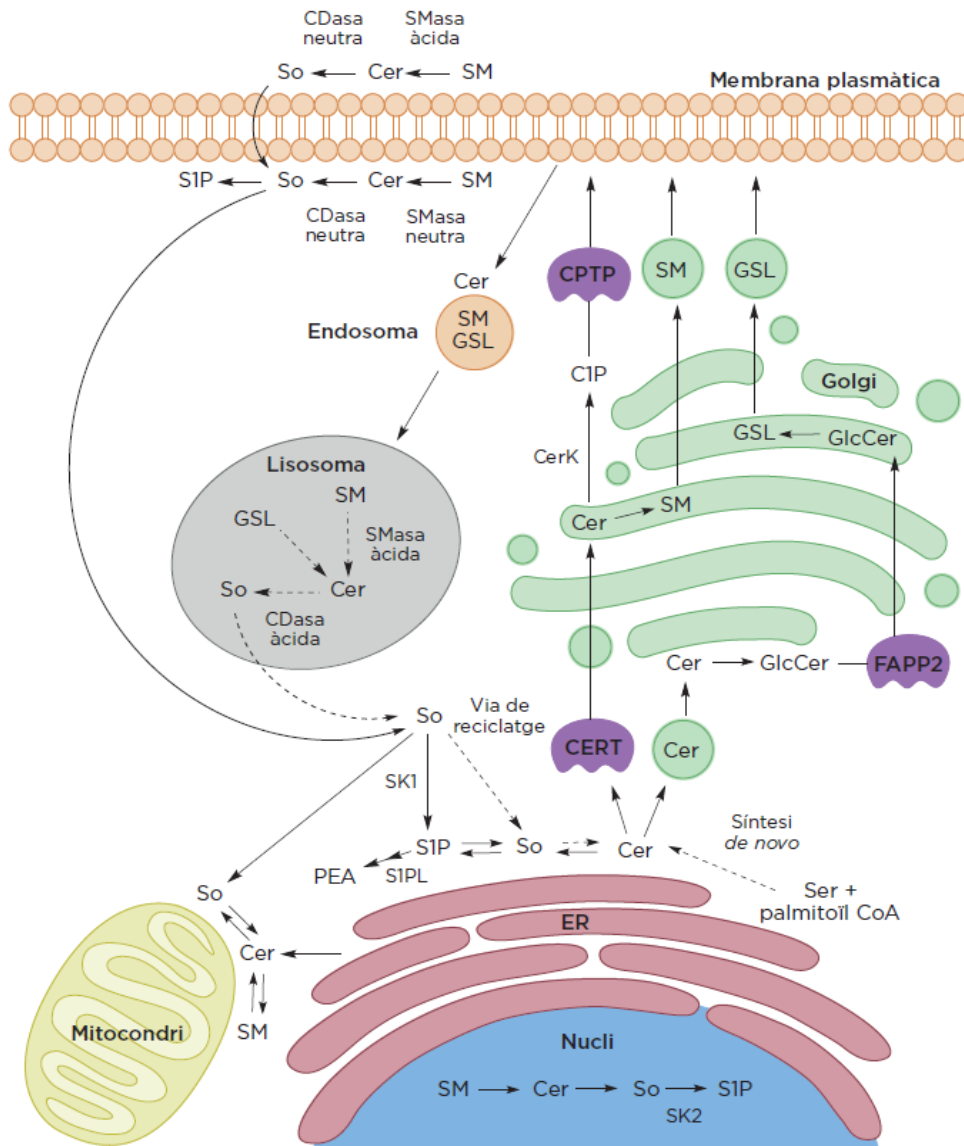 CDasa
neutra
SMasa
àcida
So
Cer
SM
Membrana plasmàtica
S1P
So
Cer
SM
CDasa
neutra
SMasa
neutra
CPTP
SM
GSL
Cer
SM
GSL
Endosoma
C1P
Golgi
GSL
GlcCer
CerK
Cer
SM
Lisosoma
SM
GSL
SMasa
àcida
So
Cer
CDasa
àcida
Cer
GlcCer
FAPP2
So
Via de
reciclatge
CERT
Cer
SK1
Síntesi
de novo
S1P
So
Cer
PEA
S1PL
Ser +
palmitoïl CoA
So
ER
Cer
SM
Mitocondri
Nucli
SM
Cer
So
S1P
SK2